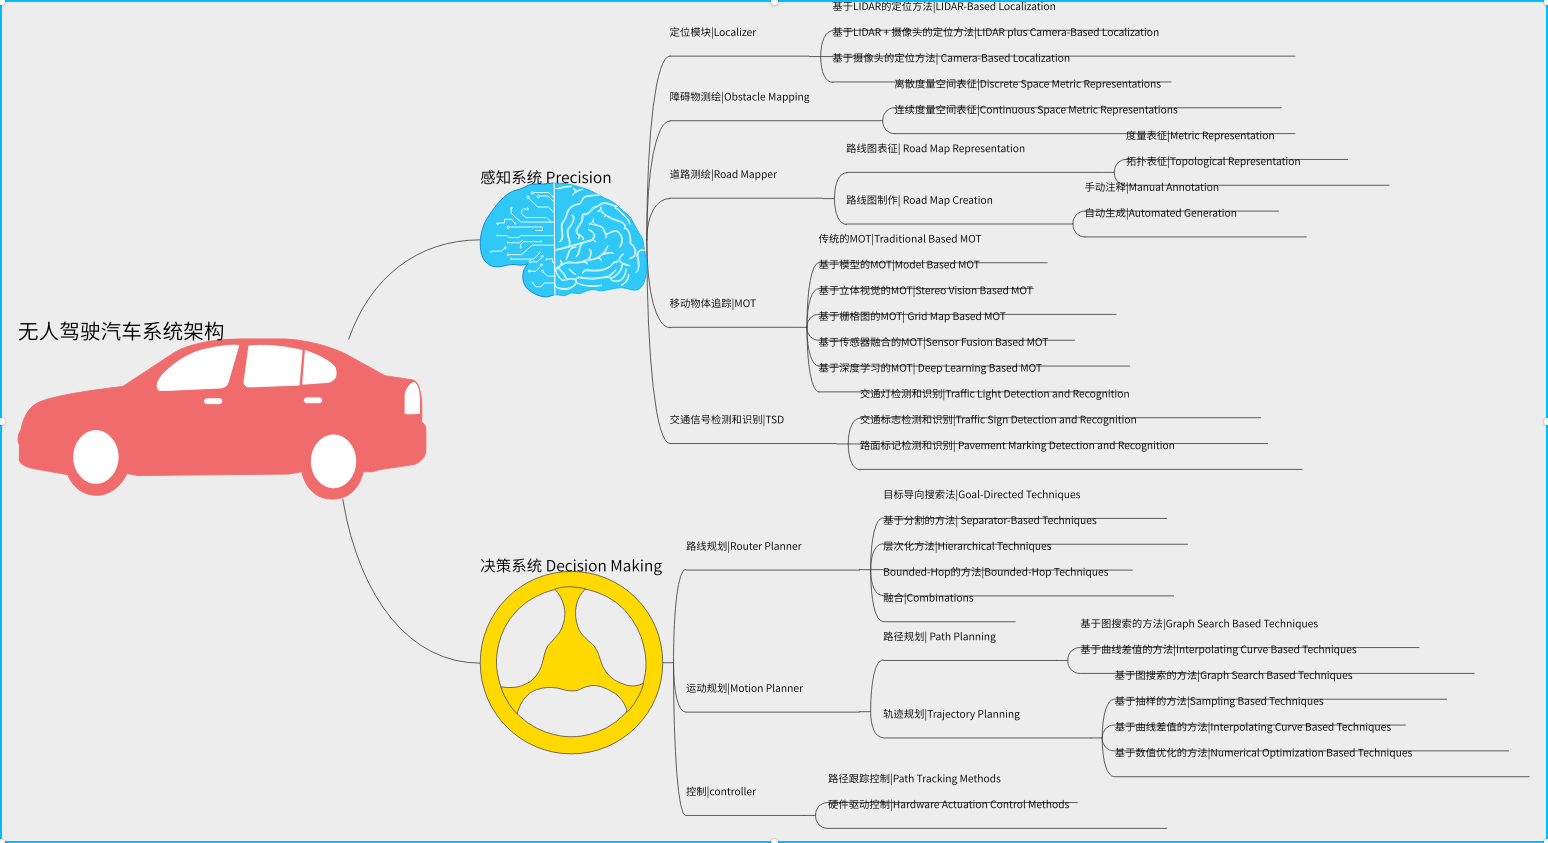 无人驾驶汽车系统架构
感知系统 Precision
定位模块|Localizer
基于LIDAR的定位方法|LIDAR-Based Localization
基于LIDAR + 摄像头的定位方法|LIDAR plus Camera-Based Localization
基于摄像头的定位方法| Camera-Based Localization
障碍物测绘|Obstacle Mapping
离散度量空间表征|Discrete Space Metric Representations
连续度量空间表征|Continuous Space Metric Representations
道路测绘|Road Mapper
路线图表征| Road Map Representation
度量表征|Metric Representation
拓扑表征|Topological Representation
路线图制作| Road Map Creation
手动注释|Manual Annotation
自动生成|Automated Generation
移动物体追踪|MOT
传统的MOT|Traditional Based MOT
基于模型的MOT|Model Based MOT
基于立体视觉的MOT|Stereo Vision Based MOT
基于栅格图的MOT| Grid Map Based MOT
基于传感器融合的MOT|Sensor Fusion Based MOT
基于深度学习的MOT| Deep Learning Based MOT
交通信号检测和识别|TSD
交通灯检测和识别|Traffic Light Detection and Recognition
交通标志检测和识别|Traffic Sign Detection and Recognition
路面标记检测和识别| Pavement Marking Detection and Recognition
决策系统 Decision Making
路线规划|Router Planner
目标导向搜索法|Goal-Directed Techniques
基于分割的方法| Separator-Based Techniques
层次化方法|Hierarchical Techniques
Bounded-Hop的方法|Bounded-Hop Techniques
融合|Combinations
运动规划|Motion Planner
路径规划| Path Planning
基于图搜索的方法|Graph Search Based Techniques
基于曲线差值的方法|Interpolating Curve Based Techniques
轨迹规划|Trajectory Planning
基于图搜索的方法|Graph Search Based Techniques
基于抽样的方法|Sampling Based Techniques
基于曲线差值的方法|Interpolating Curve Based Techniques
基于数值优化的方法|Numerical Optimization Based Techniques
控制|controller
路径跟踪控制|Path Tracking Methods
硬件驱动控制|Hardware Actuation Control Methods